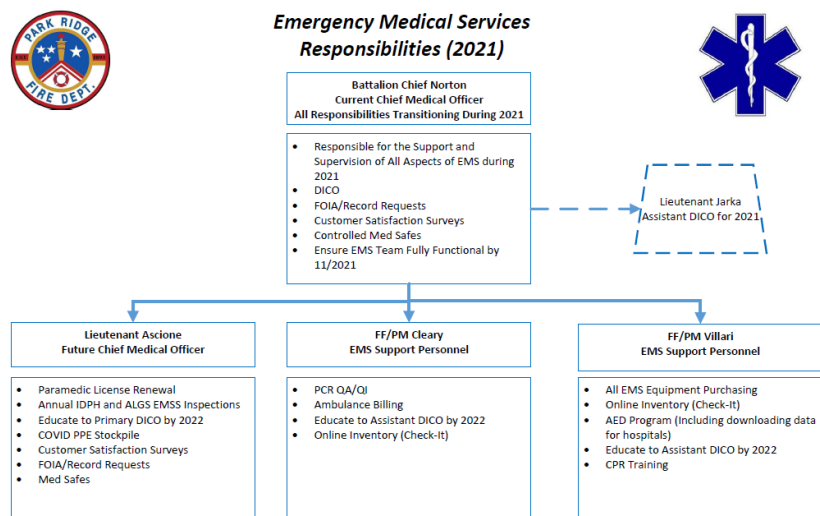 PARK RIDGE
FIRE DEPT.
Emergency Medical Services
Responsibilities (2021)
Battalion Chief Norton
Current Chief Medical Officer
All Responsibilities Transitioning During 2021
• Responsible for the Support and
Supervision of All Aspects of EMS during
2021
• DICO
• FOIA/Record Requests
• Customer Satisfaction Surveys
• Controlled Med Safes
• Ensure EMS Team Fully Functional by
11/2021
Lieutenant Jarka
Assistant DICO for 2021
Lieutenant Ascione
Future Chief Medical Officer
• Paramedic License Renewal
• Annual IDPH and ALGS EMSS Inspections
• Educate to Primary DICO by 2022
• COVID PPE Stockpile
• Customer Satisfaction Surveys
• FOIA/Record Requests
• Med Safes
FF/PM Cleary
EMS Support Personnel
• PCR QA/QI
• Ambulance Billing
• Educate to Assistant DICO by 2022
• Online Inventory (Check-It)
FF/PM Villari
EMS Support Personnel
• All EMS Equipment Purchasing
• Online Inventory (Check-It)
• AED Program (Including downloading data
for hospitals)
• Educate to Assistant DICO by 2022
• CPR Training